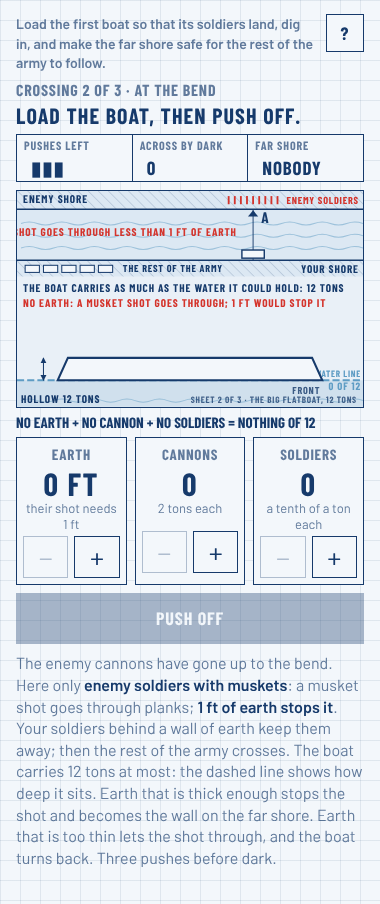 Load the first boat so that its soldiers land, dig
in, and make the far shore safe for the rest of the
army to follow.
?
CROSSING 2 OF 3 · AT THE BEND
LOAD THE BOAT, THEN PUSH OFF.
PUSHES LEFT
ACROSS BY DARK
0
FAR SHORE
NOBODY
ENEMY SHORE
ENEMY SOLDIERS
A
HOT GOES THROUGH LESS THAN 1 FT OF EARTH
THE REST OF THE ARMY
YOUR SHORE
THE BOAT CARRIES AS MUCH AS THE WATER IT COULD HOLD: 12 TONS
NO EARTH: A MUSKET SHOT GOES THROUGH; 1 FT WOULD STOP IT
ATER LINE
0 OF 12
FRONT
HOLLOW 12 TONS
SHEET 2 OF 3 · THE BIG FLATBOAT, 12 TONS
NO EARTH + NO CANNON + NO SOLDIERS = NOTHING OF 12
EARTH
0 FT
their shot needs
1 ft
− +
CANNONS
0
2 tons each
− +
SOLDIERS
0
a tenth of a ton
each
− +
PUSH OFF
The enemy cannons have gone up to the bend.
Here only enemy soldiers with muskets: a musket
shot goes through planks; 1 ft of earth stops it.
Your soldiers behind a wall of earth keep them
away; then the rest of the army crosses. The boat
carries 12 tons at most: the dashed line shows how
deep it sits. Earth that is thick enough stops the
shot and becomes the wall on the far shore. Earth
that is too thin lets the shot through, and the boat
turns back. Three pushes before dark.